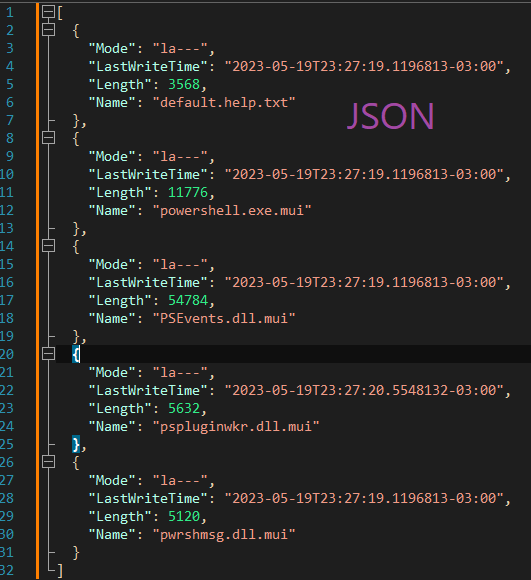 1 [
2 {
3 "Mode": "la---",
4 "LastWriteTime": "2023-05-19T23:27:19.1196813-03:00",
5 "Length": 3568,
6 "Name": "default.help.txt"
JSON
7 },
8 {
9 "Mode": "la---",
10 "LastWriteTime": "2023-05-19T23:27:19.1196813-03:00",
11 "Length": 11776,
12 "Name": "powershell.exe.mui"
13 },
14 {
15 "Mode": "la---",
16 "LastWriteTime": "2023-05-19T23:27:19.1196813-03:00",
17 "Length": 54784,
18 "Name": "PSEvents.dll.mui"
19 },
20 {
21 "Mode": "la---",
22 "LastWriteTime": "2023-05-19T23:27:20.5548132-03:00",
23 "Length": 5632,
24 "Name": "pspluginwkr.dll.mui"
25 },
26 {
27 "Mode": "la---",
28 "LastWriteTime": "2023-05-19T23:27:19.1196813-03:00",
29 "Length": 5120,
30 "Name": "pwrshmsg.dll.mui"
31 }
32 ]